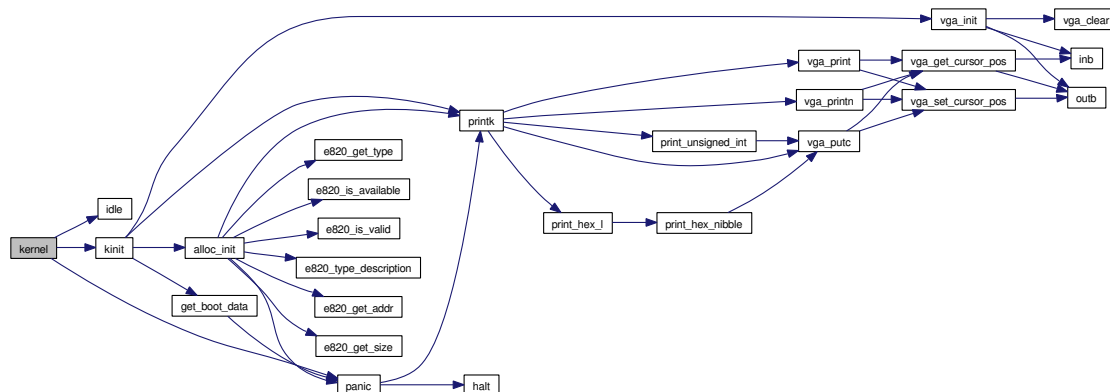 vga_init
vga_clear
inb
vga_print
vga_get_cursor_pos
vga_printn
vga_set_cursor_pos
outb
printk
print_unsigned_int
vga_putc
e820_get_type
e820_is_available
idle
print_hex_l
print_hex_nibble
e820_is_valid
kernel
kinit
alloc_init
e820_type_description
get_boot_data
e820_get_addr
e820_get_size
panic
halt